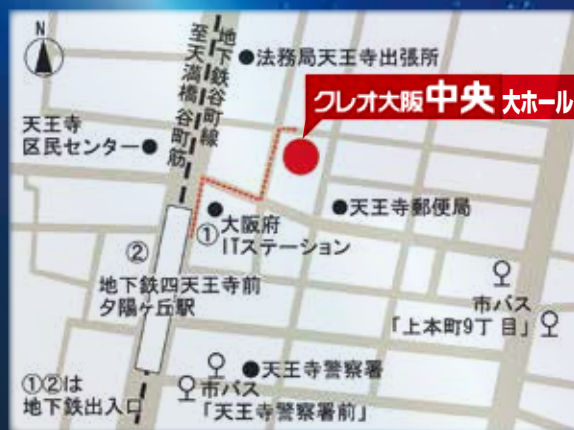 N
地下鉄谷町線
至天満橋
谷町筋
●法務局天王寺出張所
クレオ大阪中央 大ホール
天王寺
区民センター●
●天王寺郵便局
①
大阪府
ITステーション
②
地下鉄四天王寺前
夕陽ヶ丘駅
市バス
「上本町9丁目」
●天王寺警察署
市バス
「天王寺警察署前」
①②は
地下鉄出入口